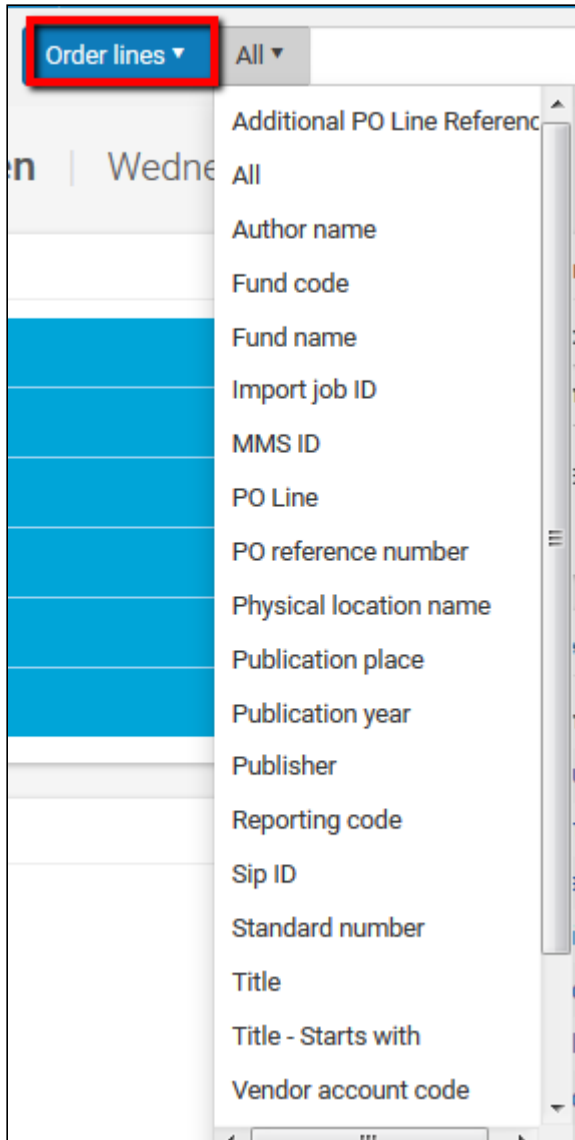 Order lines ▾ All ▾
en | Wedne
Additional PO Line Referenc
All
Author name
Fund code
Fund name
Import job ID
MMS ID
PO Line
PO reference number
Physical location name
Publication place
Publication year
Publisher
Reporting code
Sip ID
Standard number
Title
Title - Starts with
Vendor account code